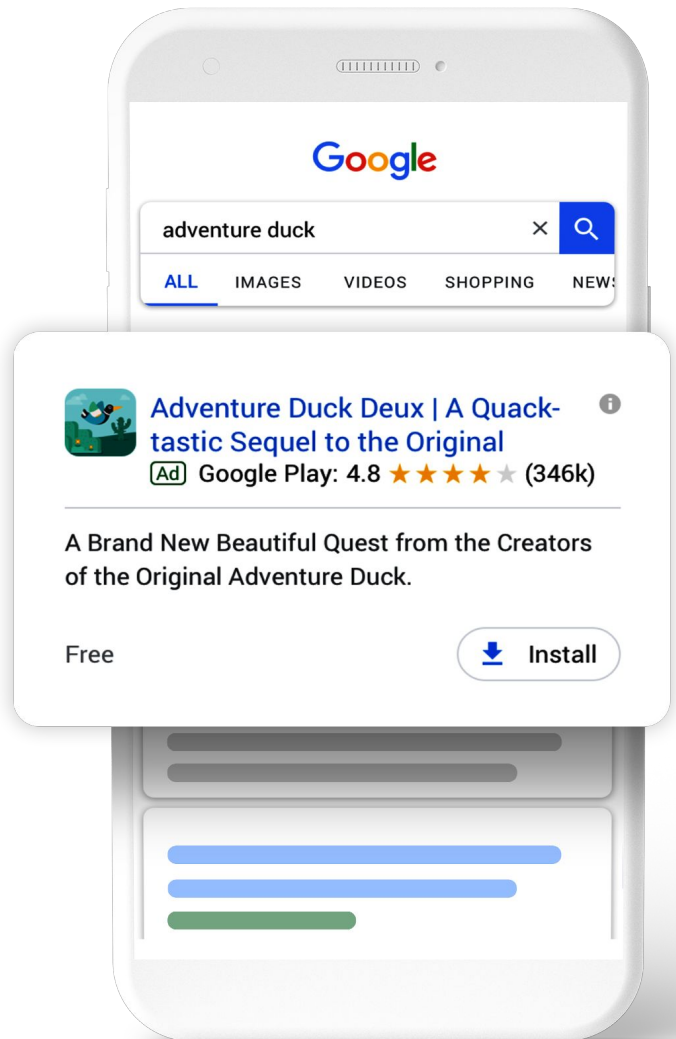 Google
adventure duck
ALL IMAGES VIDEOS SHOPPING NEWS
Adventure Duck Deux | A Quack-
tastic Sequel to the Original
Ad Google Play: 4.8 ★★★★★ (346k)
A Brand New Beautiful Quest from the Creators
of the Original Adventure Duck.
Free Install